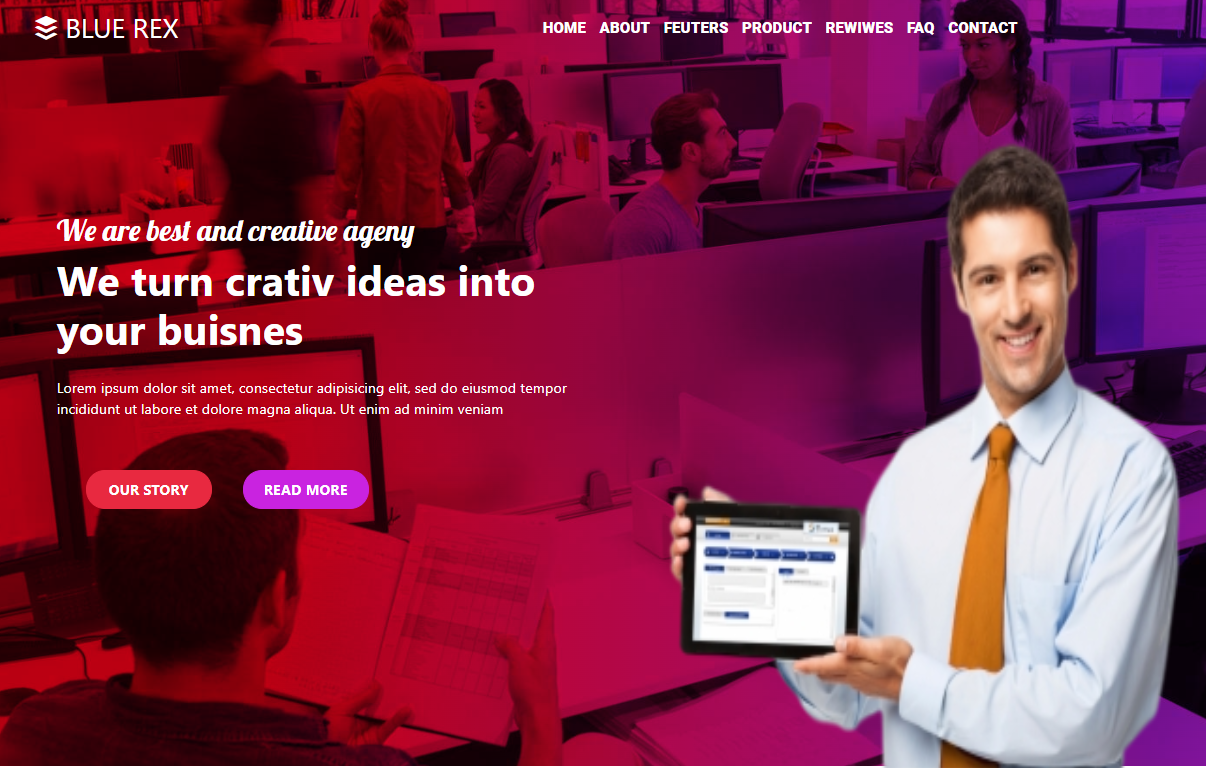 BLUE REX
HOME ABOUT FEUTERS PRODUCT REWIWES FAQ CONTACT
We are best and creative ageny
We turn crativ ideas into
your buisnes
Lorem ipsum dolor sit amet, consectetur adipisicing elit, sed do eiusmod tempor
incididunt ut labore et dolore magna aliqua. Ut enim ad minim veniam
OUR STORY READ MORE